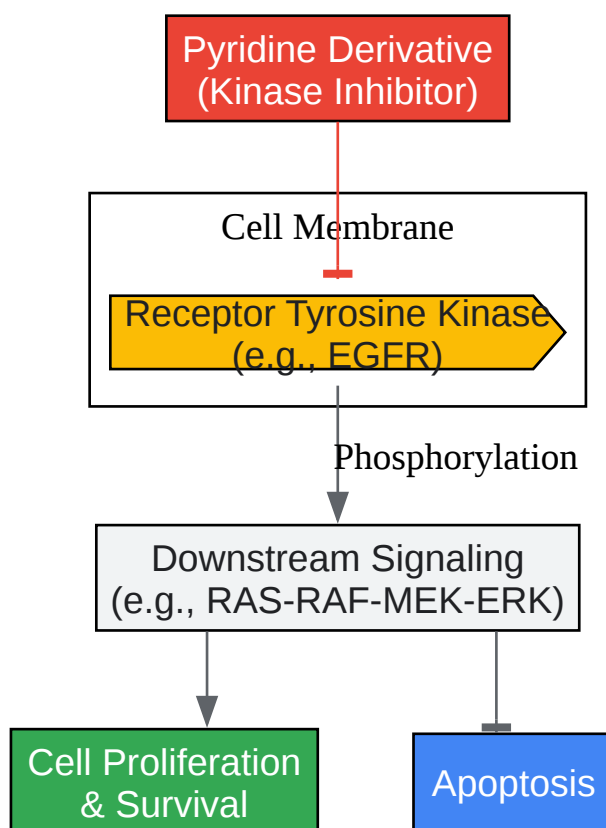 Pyridine Derivative
(Kinase Inhibitor)
Cell Membrane
Receptor Tyrosine Kinase
(e.g., EGFR)
Phosphorylation
Downstream Signaling
(e.g., RAS-RAF-MEK-ERK)
Cell Proliferation
& Survival
Apoptosis